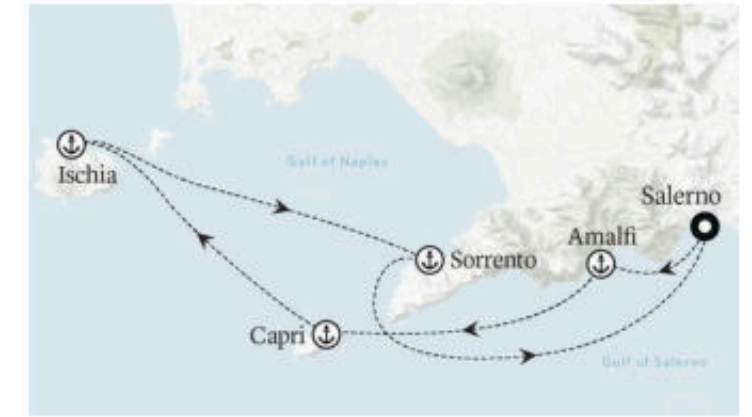 Gulf of Naples
Ischia
Salerno
Amalfi
Sorrento
Capri
Gulf of Salerno